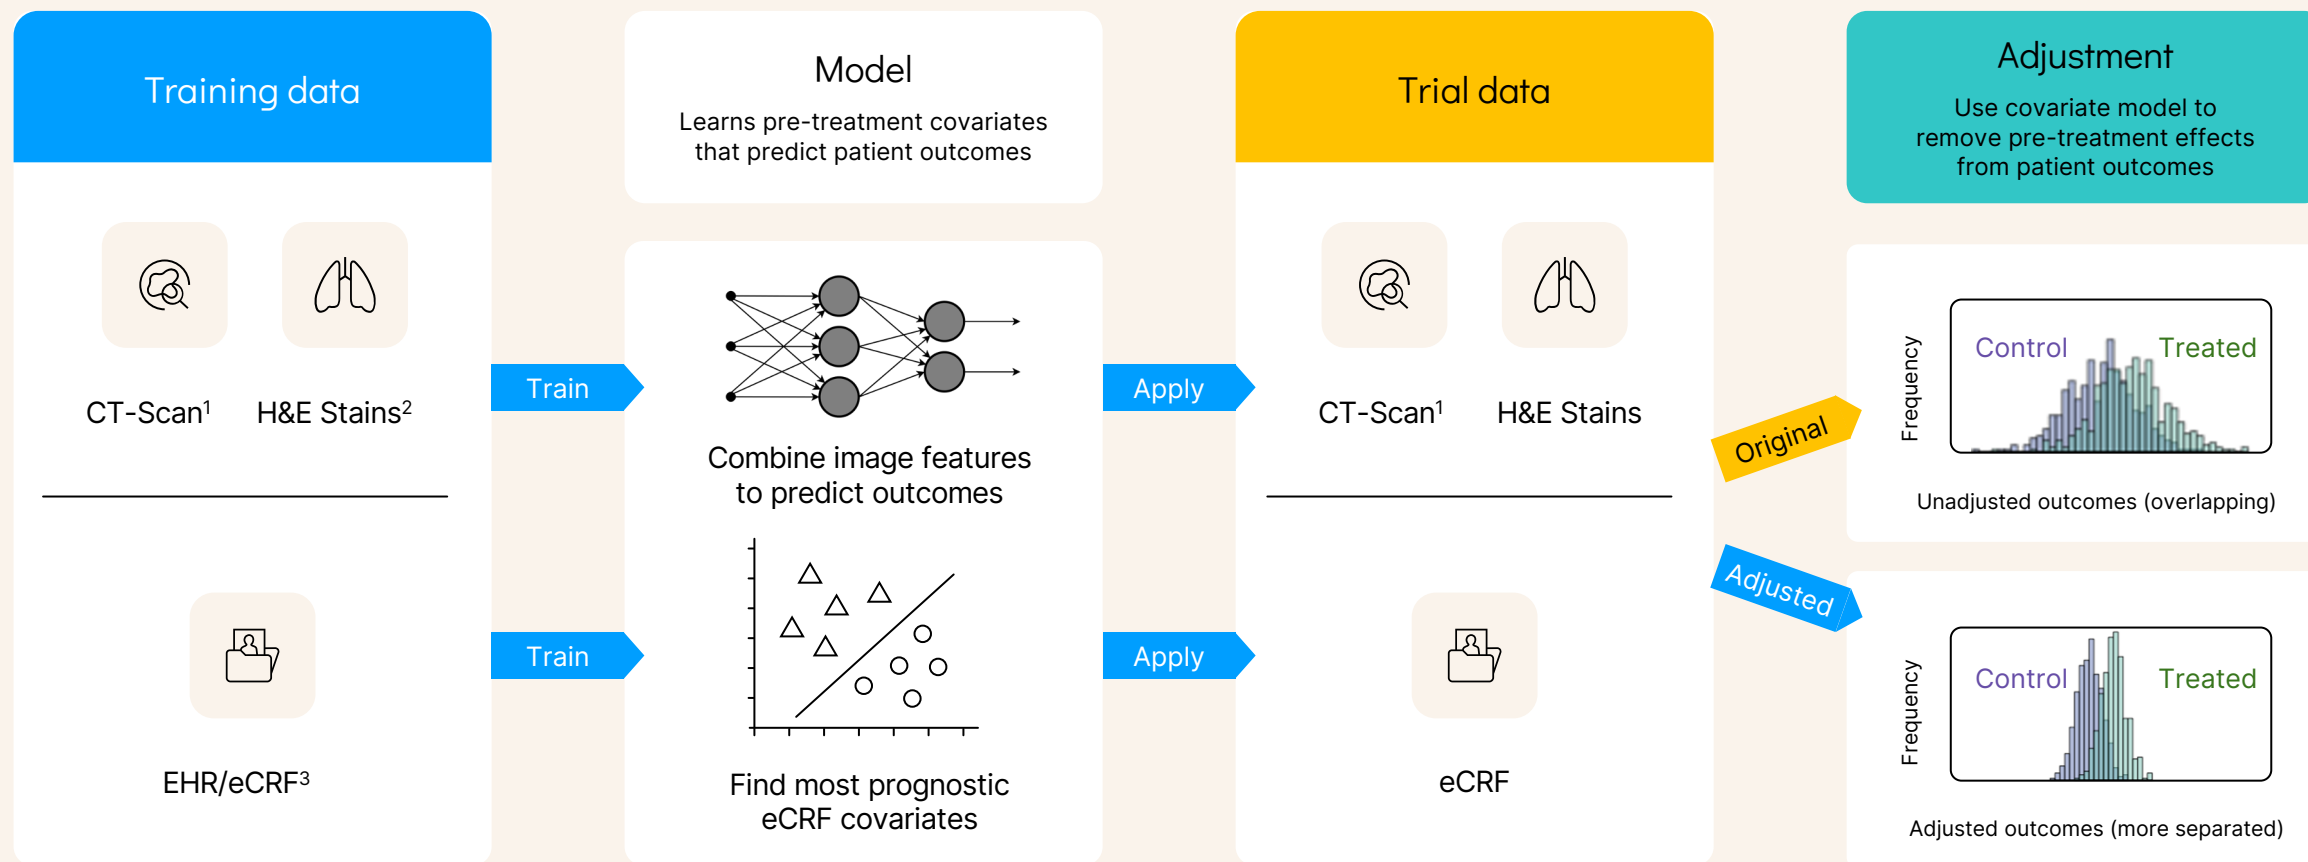 Training data
CT-Scan¹
H&E Stains²
EHR/eCRF³
Train
Train
Model
Learns pre-treatment covariates
that predict patient outcomes
Combine image features
to predict outcomes
Find most prognostic
eCRF covariates
Apply
Apply
Trial data
CT-Scan¹
H&E Stains
eCRF
Original
Adjusted
Adjustment
Use covariate model to
remove pre-treatment effects
from patient outcomes
Frequency
Control
Treated
Unadjusted outcomes (overlapping)
Frequency
Control
Treated
Adjusted outcomes (more separated)